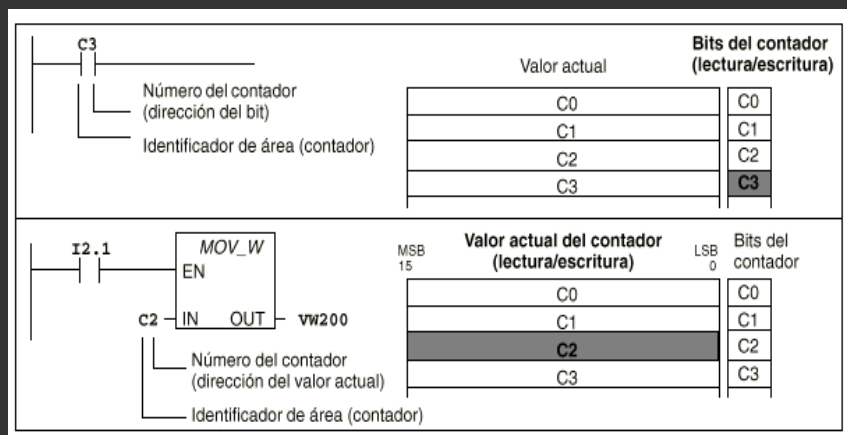 C3
Número del contador
(dirección del bit)
Identificador de área (contador)
Valor actual
Bits del contador
(lectura/escritura)
C0
C0
C1
C1
C2
C2
C3
C3
I2.1
MOV_W
EN
C2
IN
OUT
VW200
Número del contador
(dirección del valor actual)
Identificador de área (contador)
MSB
15
Valor actual del contador
(lectura/escritura)
LSB
0
Bits del
contador
C0
C0
C1
C1
C2
C2
C3
C3